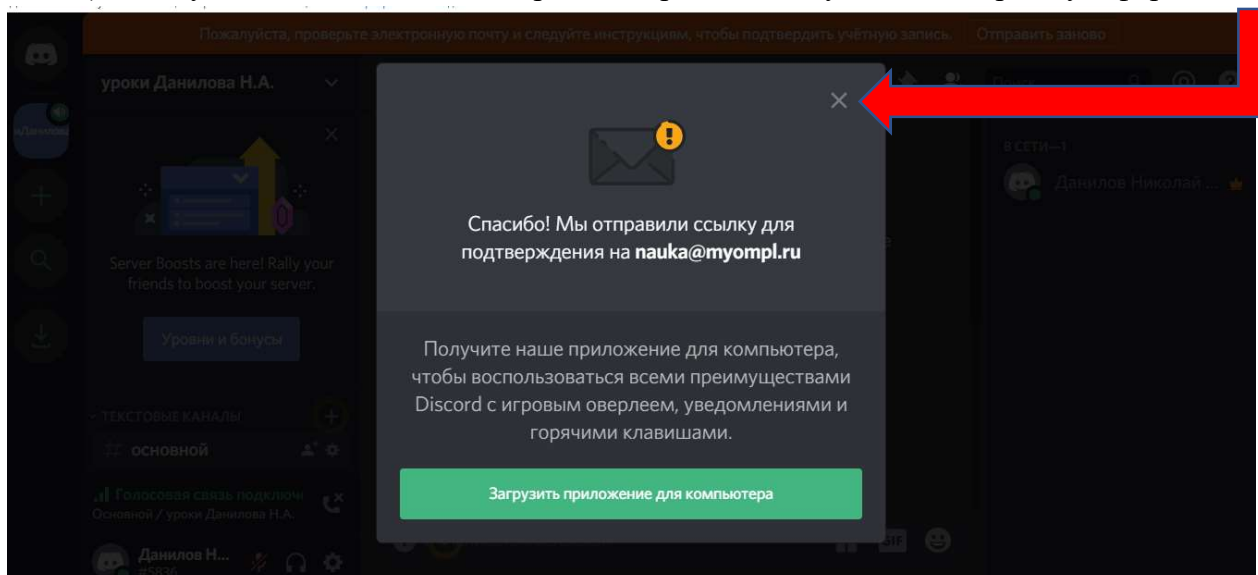 Пожалуйста, проверьте электронную почту и следуйте инструкциям, чтобы подтвердить учётную запись.
Отправить заново
уроки Данилова Н.А.
Поиск
В СЕТИ—1
Данилов Николай ...
Спасибо! Мы отправили ссылку для
подтверждения на nauka@myompl.ru
Server Boosts are here! Rally your
friends to boost your server.
Уровни и бонусы
Получите наше приложение для компьютера,
чтобы воспользоваться всеми преимуществами
Discord с игровым оверлеем, уведомлениями и
горячими клавишами.
ТЕКСТОВЫЕ КАНАЛЫ
основной
Загрузить приложение для компьютера
Голосовая связь подключ
Основной / уроки Данилова Н.А.
Данилов Н...
#5836
GIF